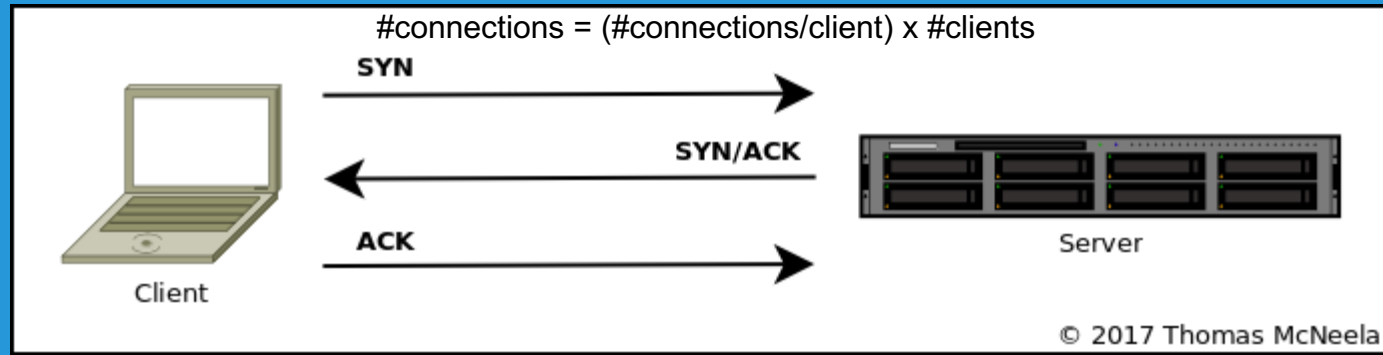 #connections = (#connections/client) x #clients
SYN
SYN/ACK
ACK
Client
Server
© 2017 Thomas McNeela